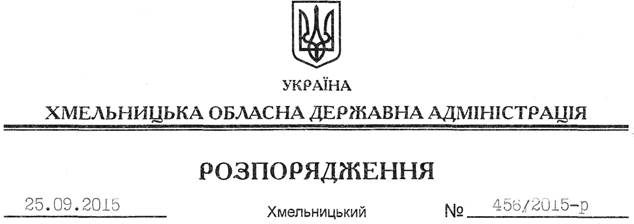 УКРАЇНА
ХМЕЛЬНИЦЬКА ОБЛАСНА ДЕРЖАВНА АДМІНІСТРАЦІЯ
РОЗПОРЯДЖЕННЯ
25.09.2015 Хмельницький № 456/2015-р